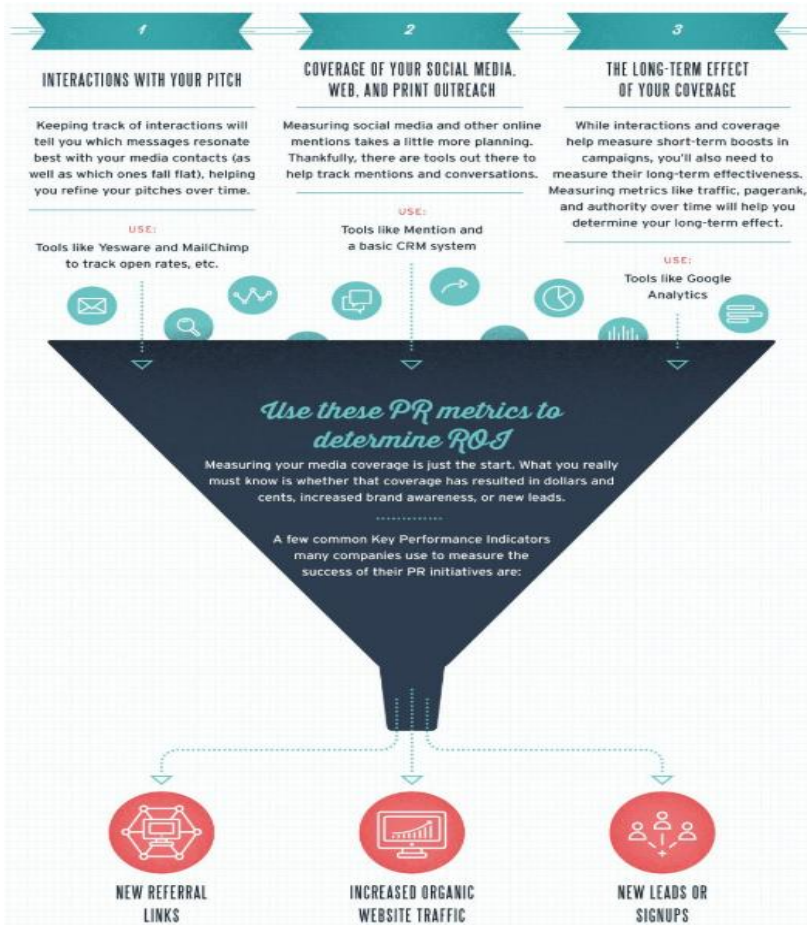 1
INTERACTIONS WITH YOUR PITCH
Keeping track of interactions will
tell you which messages resonate
best with your media contacts (as
well as which ones fall flat), helping
you refine your pitches over time.
USE:
Tools like Yesware and MailChimp
to track open rates, etc.
2
COVERAGE OF YOUR SOCIAL MEDIA,
WEB, AND PRINT OUTREACH
Measuring social media and other online
mentions takes a little more planning.
Thankfully, there are tools out there to
help track mentions and conversations.
USE:
Tools like Mention and
a basic CRM system
3
THE LONG-TERM EFFECT
OF YOUR COVERAGE
While interactions and coverage
help measure short-term boosts in
campaigns, you'll also need to
measure their long-term effectiveness.
Measuring metrics like traffic, pagerank,
and authority over time will help you
determine your long-term effect.
USE:
Tools like Google
Analytics
Use these PR metrics to
determine ROI
Measuring your media coverage is just the start. What you really
must know is whether that coverage has resulted in dollars and
cents, increased brand awareness, or new leads.
A few common Key Performance Indicators
many companies use to measure the
success of their PR initiatives are:
NEW REFERRAL
LINKS
INCREASED ORGANIC
WEBSITE TRAFFIC
NEW LEADS OR
SIGNUPS